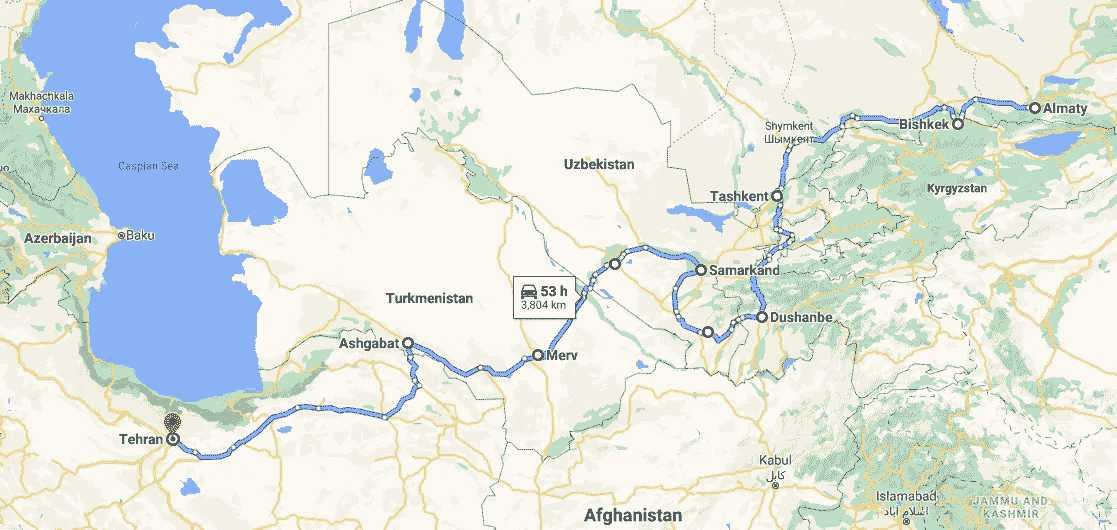 Makhachkala
Махачкала
Caspian Sea
Azerbaijan
Baku
Uzbekistan
Turkmenistan
Shymkent
Шымкент
Bishkek
Almaty
Kyrgyzstan
Tashkent
Samarkand
Dushanbe
53 h
3,804 km
Ashgabat
Merv
Tehran
Kabul
كابل
Afghanistan
Islamabad
اسلام آباد
JAMMU AND
KASHMIR